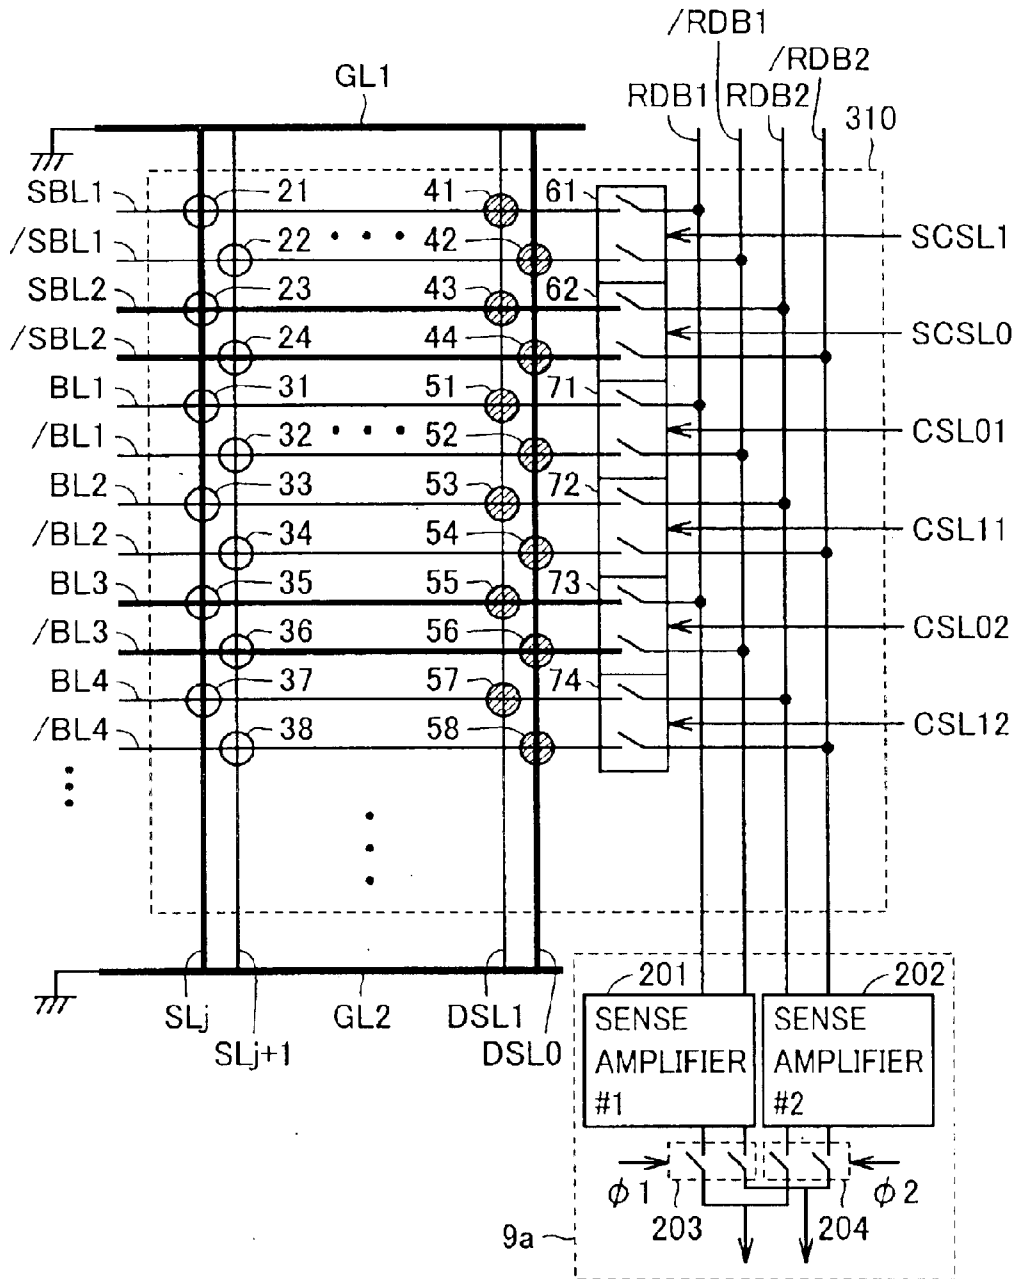 /RDB1
/RDB2
GL1
RDB1 RDB2
310
SBL1 21 41 61
/SBL1 22 42 SCSL1
SBL2 23 43 62
/SBL2 24 44 SCSL0
BL1 31 51 71
/BL1 32 52 CSL01
BL2 33 53 72
/BL2 34 54 CSL11
BL3 35 55 73
/BL3 36 56 CSL02
BL4 37 57 74
/BL4 38 58 CSL12
201 202
SLj GL2 DSL1
SLj+1 DSL0
SENSE
AMPLIFIER
#1
SENSE
AMPLIFIER
#2
ϕ1 ϕ2
203 204
9a